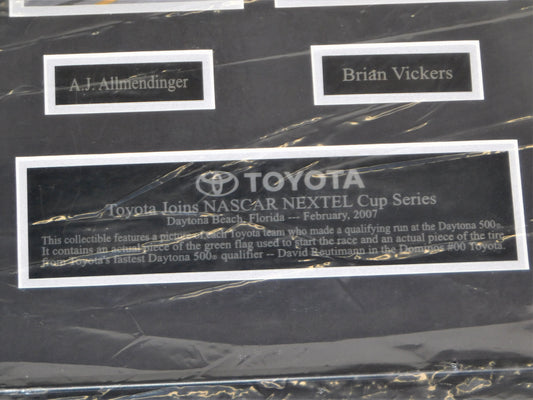 A.J. Allmendinger
Brian Vickers
TOYOTA
Toyota Joins NASCAR NEXTEL Cup Series
Daytona Beach, Florida --- February, 2007
This collectible features a picture of each Toyota team who made a qualifying run at the Daytona 500®.
It contains an actual piece of the green flag used to start the race and an actual piece of the tire
from Toyota's fastest Daytona 500® qualifier -- David Reutimann in the Domino's #00 Toyota.